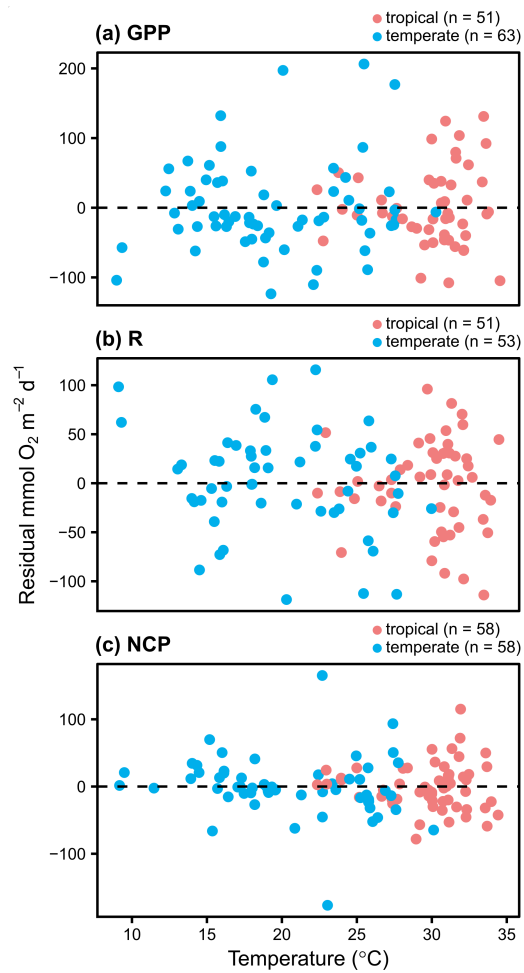 (a) GPP
tropical (n = 51)
temperate (n = 63)
200
100
0
−100
(b) R
tropical (n = 51)
temperate (n = 53)
100
50
0
−50
−100
Residual mmol O₂ m⁻² d⁻¹
(c) NCP
tropical (n = 58)
temperate (n = 58)
100
0
−100
10 15 20 25 30 35
Temperature (°C)